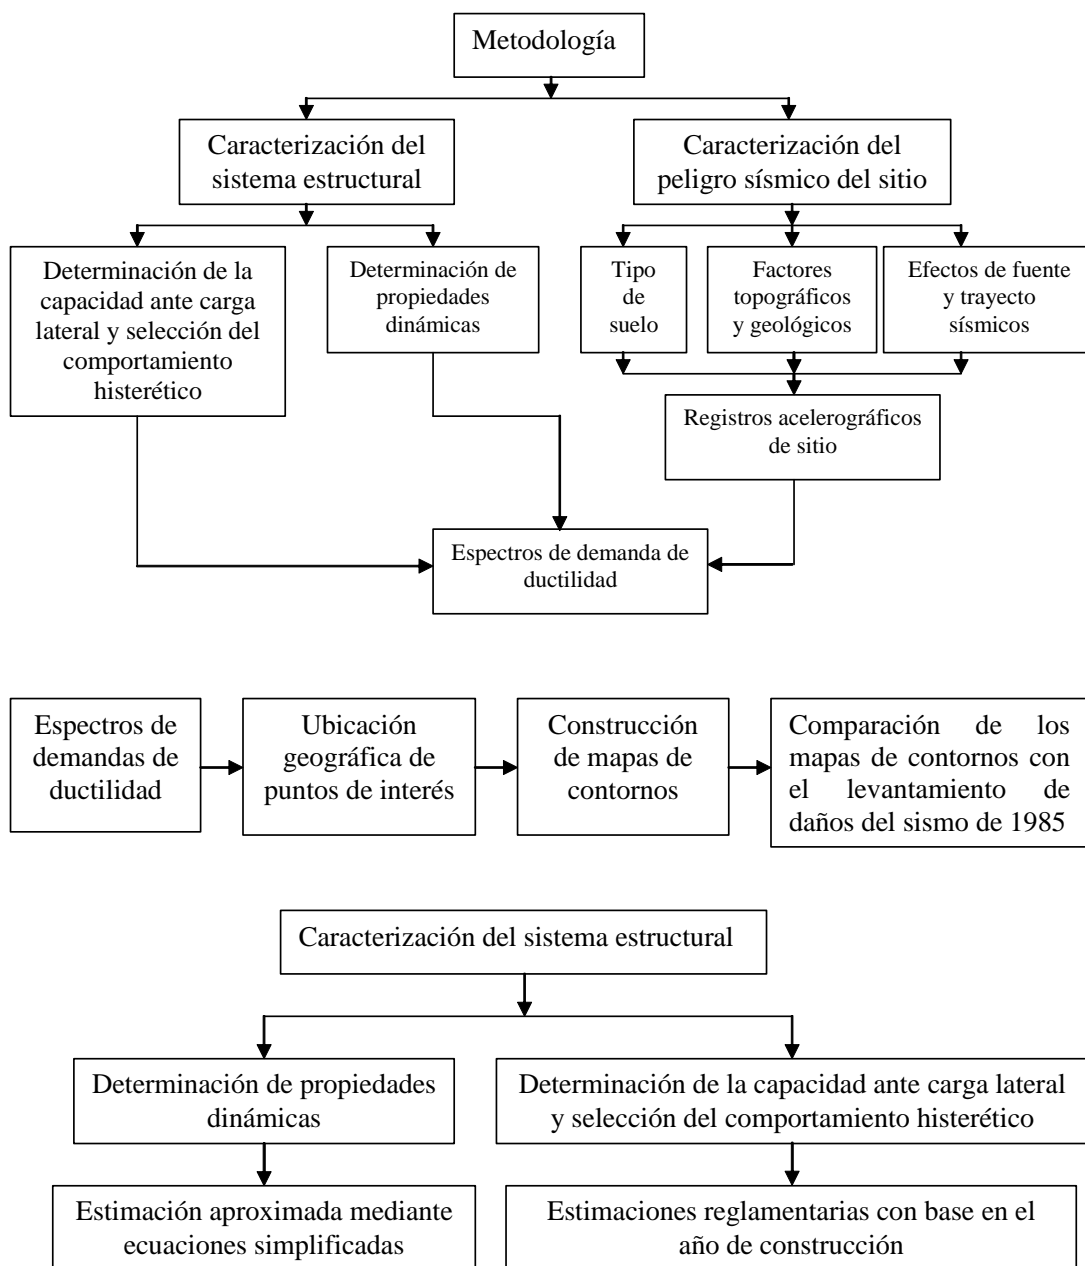 Metodología
Caracterización del
sistema estructural
Caracterización del
peligro sísmico del sitio
Determinación de la
capacidad ante carga
lateral y selección del
comportamiento
histerético
Determinación de
propiedades
dinámicas
Tipo
de
suelo
Factores
topográficos
y geológicos
Efectos de fuente
y trayecto
sísmicos
Registros acelerográficos
de sitio
Espectros de demanda de
ductilidad
Espectros de
demandas de
ductilidad
Ubicación
geográfica de
puntos de interés
Construcción
de mapas de
contornos
Comparación de los
mapas de contornos con
el levantamiento de
daños del sismo de 1985
Caracterización del sistema estructural
Determinación de propiedades
dinámicas
Determinación de la capacidad ante carga lateral
y selección del comportamiento histerético
Estimación aproximada mediante
ecuaciones simplificadas
Estimaciones reglamentarias con base en el
año de construcción